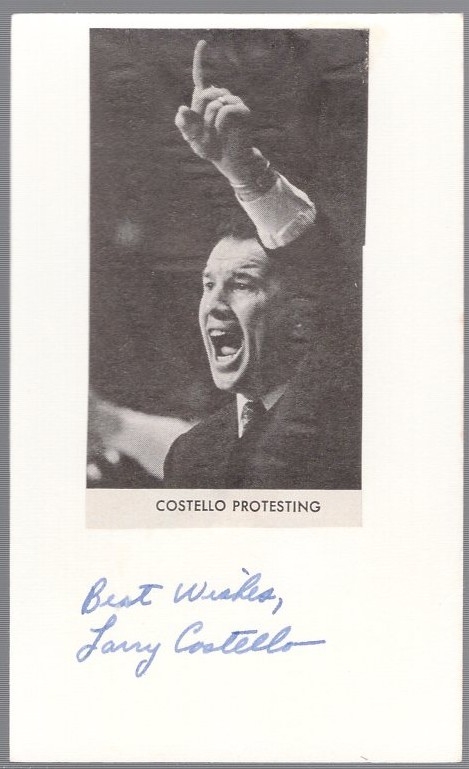 COSTELLO PROTESTING
Best Wishes,
Larry Costello